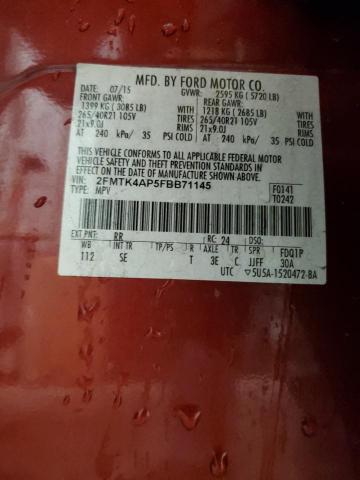 MFD. BY FORD MOTOR CO.
DATE: 07/15 GVWR: 2595 KG ( 5720 LB)
FRONT GAWR: REAR GAWR:
1399 KG ( 3085 LB) WITH 1218 KG ( 2685 LB) WITH
265/40R21 105V TIRES 265/40R21 105V TIRES
21x9.0J RIMS 21x9.0J RIMS
AT 240 kPa/ 35 PSI COLD AT 240 kPa/ 35 PSI COLD
THIS VEHICLE CONFORMS TO ALL APPLICABLE FEDERAL MOTOR
VEHICLE SAFETY AND THEFT PREVENTION STANDARDS IN
EFFECT ON THE DATE OF MANUFACTURE SHOWN ABOVE.
VIN: 2FMTK4AP5FBB71145
TYPE: MPV F0141
T0242
EXT PNT: RR RC: 24 DSO:
WB INT TR TP/PS R AXLE TR SPR FDQ1P
112 SE T 3E C JJFF 30A
UTC 5U5A-1520472-BA